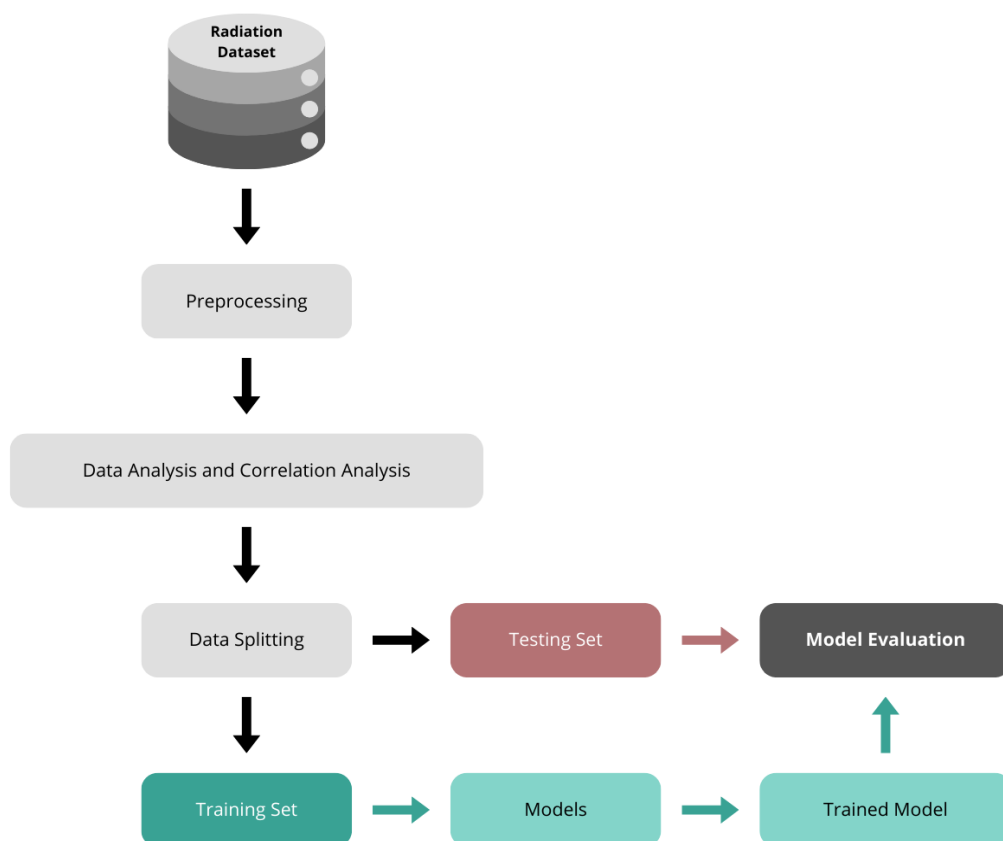 Radiation
Dataset
Preprocessing
Data Analysis and Correlation Analysis
Data Splitting
Testing Set
Model Evaluation
Training Set
Models
Trained Model